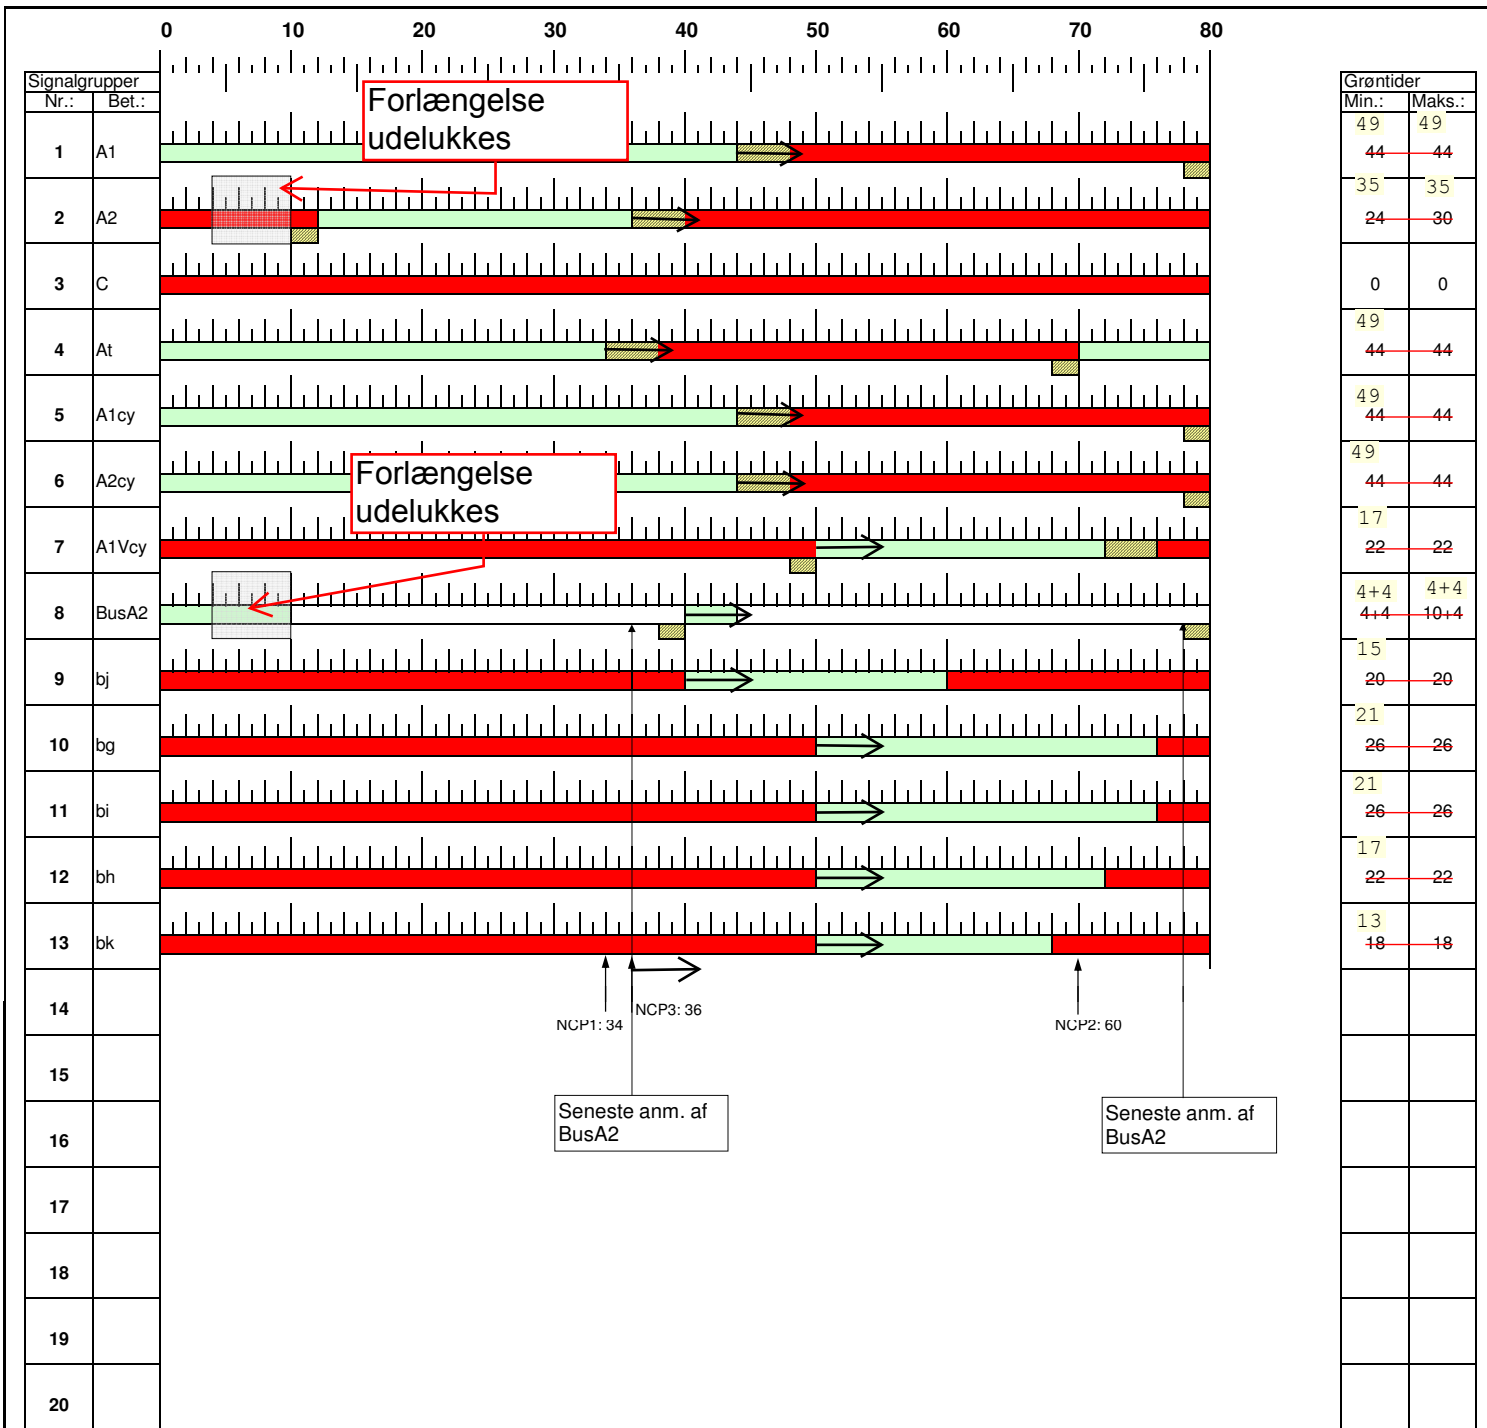 0 10 20 30 40 50 60 70 80
Signalgrupper
Nr.: Bet.:
Grøntider
Min.: Maks.:
Forlængelse
udelukkes
49 49
1 A1 44 44
35 35
2 A2 24 30
3 C 0 0
49
4 At 44 44
49
5 A1cy 44 44
49
6 A2cy 44 44
Forlængelse
udelukkes
17
7 A1Vcy 22 22
4+4 4+4
8 BusA2 4+4 10+4
15
9 bj 20 20
21
10 bg 26 26
21
11 bi 26 26
17
12 bh 22 22
13
13 bk 18 18
14
NCP1: 34 NCP3: 36 NCP2: 60
15
Seneste anm. af
BusA2
Seneste anm. af
BusA2
16
17
18
19
20